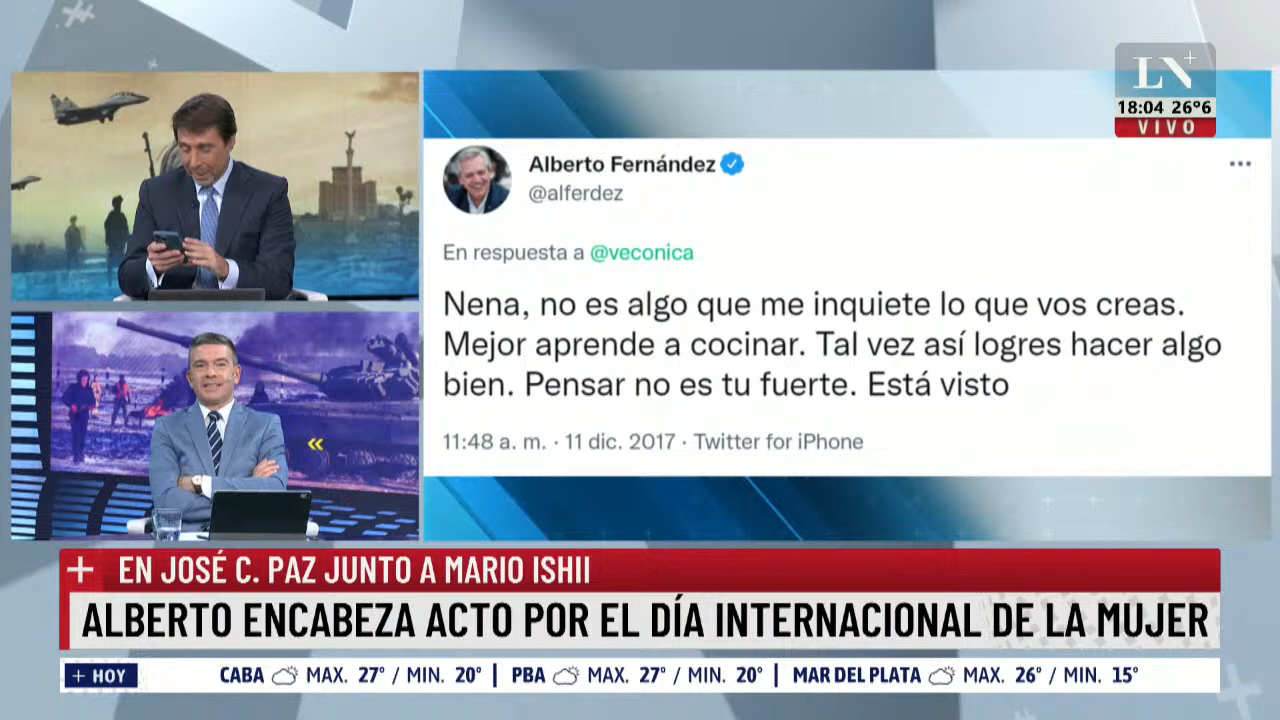 LN+
18:04 26°6
VIVO
Alberto Fernández
@alferdez
En respuesta a @veconica
Nena, no es algo que me inquiete lo que vos creas.
Mejor aprende a cocinar. Tal vez así logres hacer algo
bien. Pensar no es tu fuerte. Está visto
11:48 a. m. · 11 dic. 2017 · Twitter for iPhone
+ EN JOSÉ C. PAZ JUNTO A MARIO ISHII
ALBERTO ENCABEZA ACTO POR EL DÍA INTERNACIONAL DE LA MUJER
+ HOY CABA MAX. 27° / MIN. 20° | PBA MAX. 27° / MIN. 20° | MAR DEL PLATA MAX. 26° / MIN. 15°